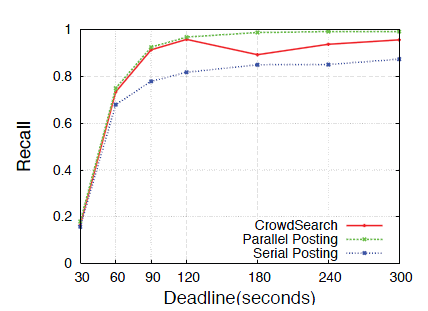 1
0.8
0.6
0.4
0.2
0
Recall
CrowdSearch
Parallel Posting
Serial Posting
30 60 90 120 180 240 300
Deadline(seconds)